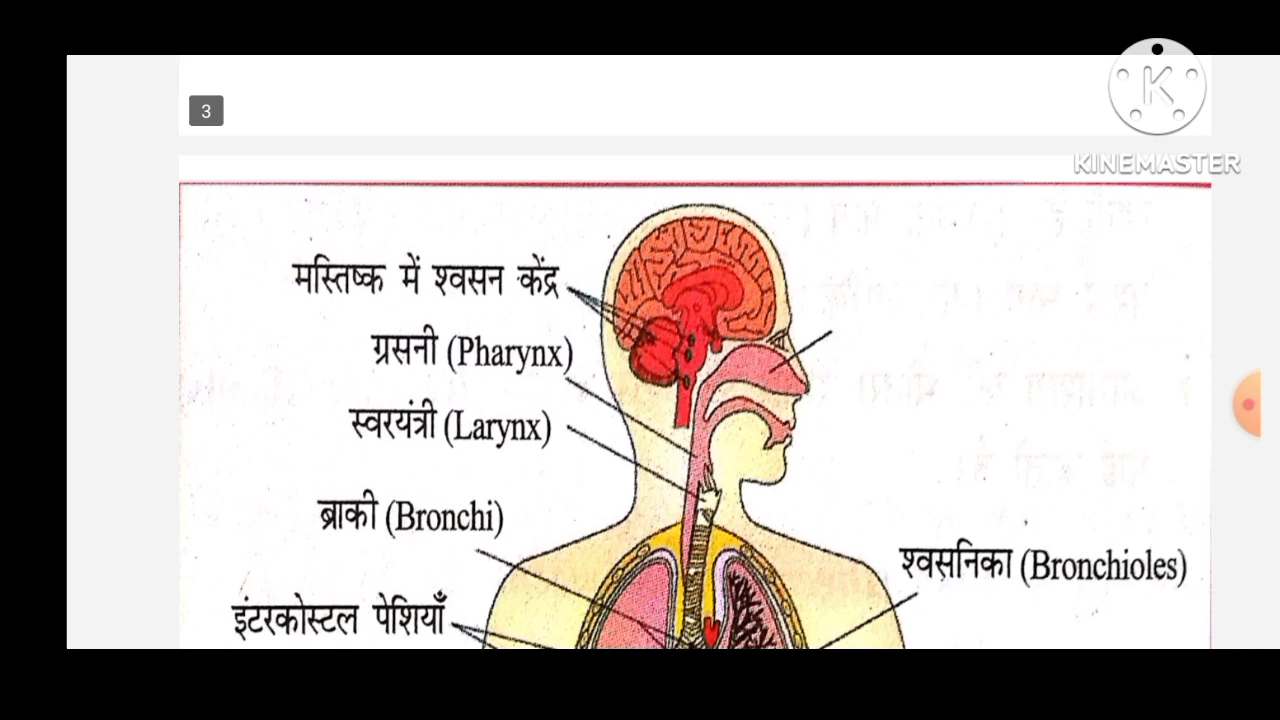 3
KINEMASTER
मस्तिष्क में श्वसन केंद्र
ग्रसनी (Pharynx)
स्वरयंत्री (Larynx)
ब्राकी (Bronchi)
श्वसनिका (Bronchioles)
इंटरकोस्टल पेशियाँ